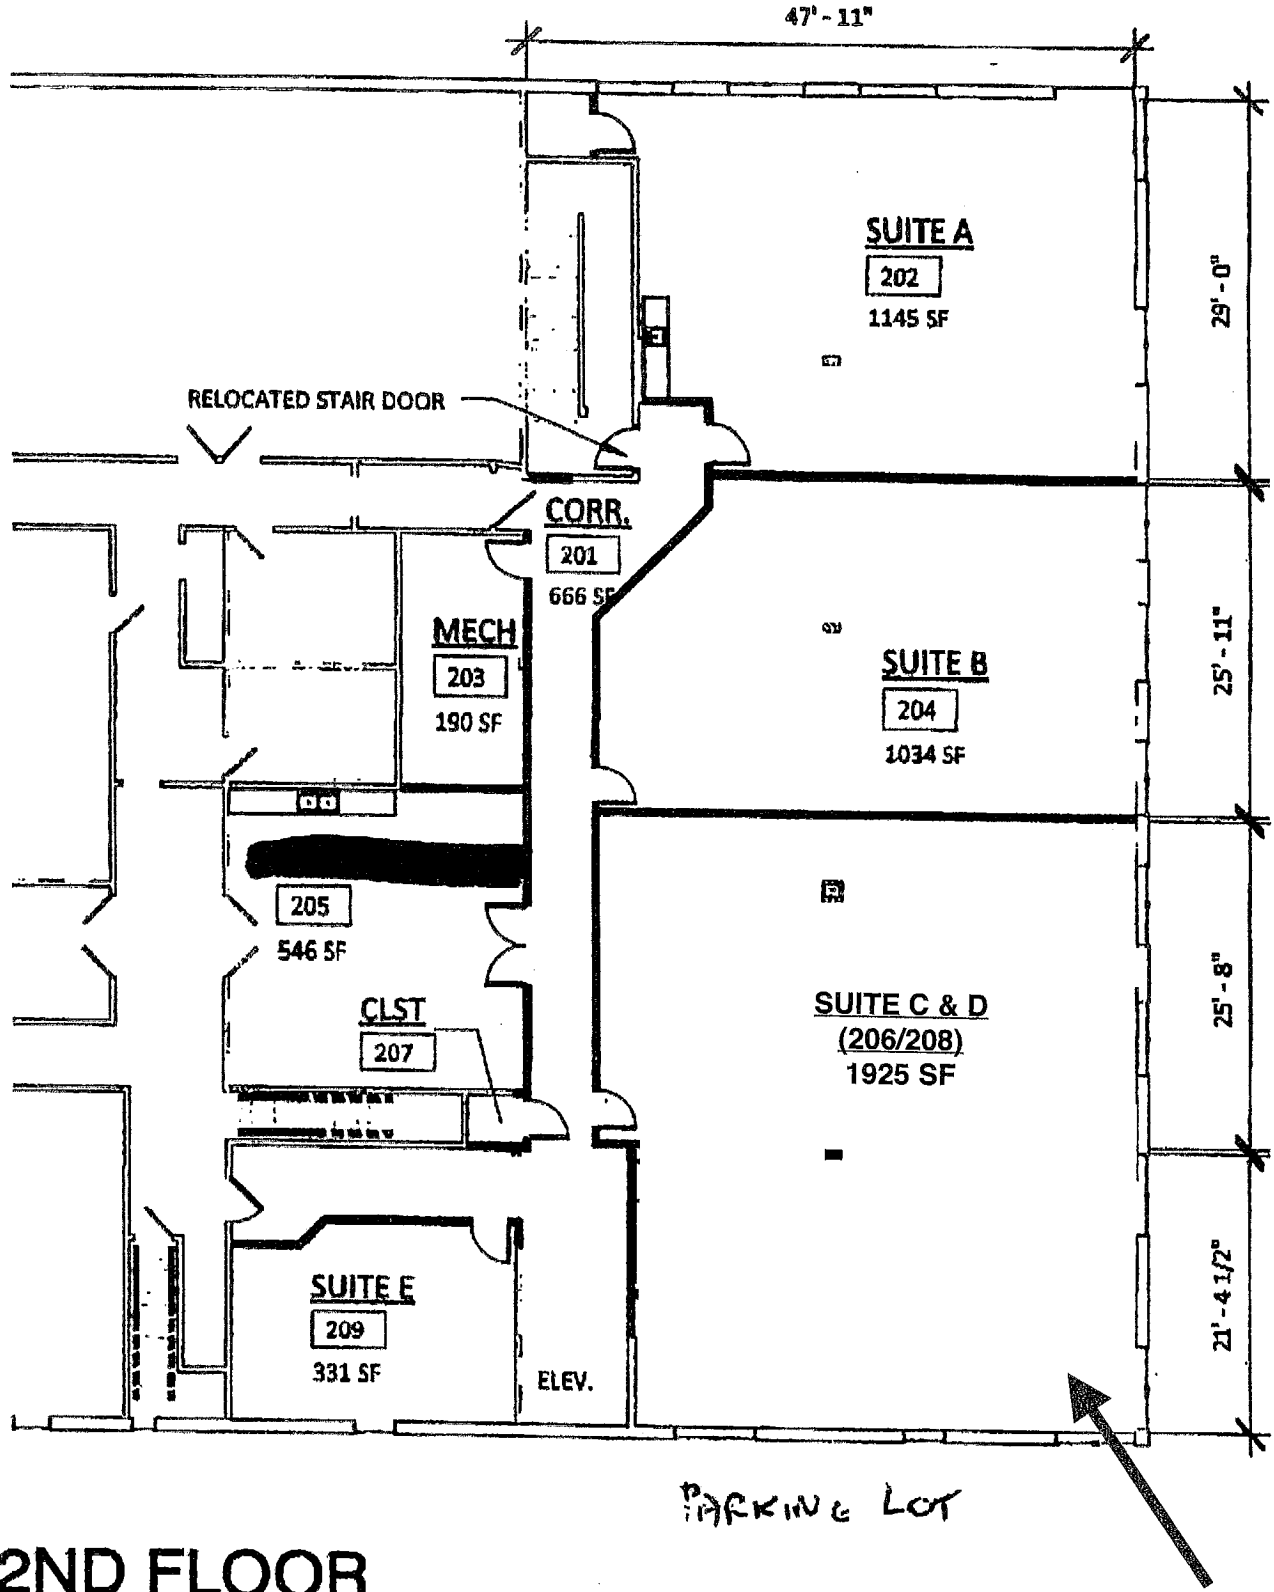 47' - 11"
SUITE A
202
1145 SF
29' - 0"
RELOCATED STAIR DOOR
CORR.
201
666 SF
MECH
203
190 SF
SUITE B
204
1034 SF
25' - 11"
205
546 SF
CLST
207
SUITE C & D
(206/208)
1925 SF
25' - 8"
SUITE E
209
331 SF
ELEV.
21' - 4 1/2"
PARKING LOT
2ND FLOOR